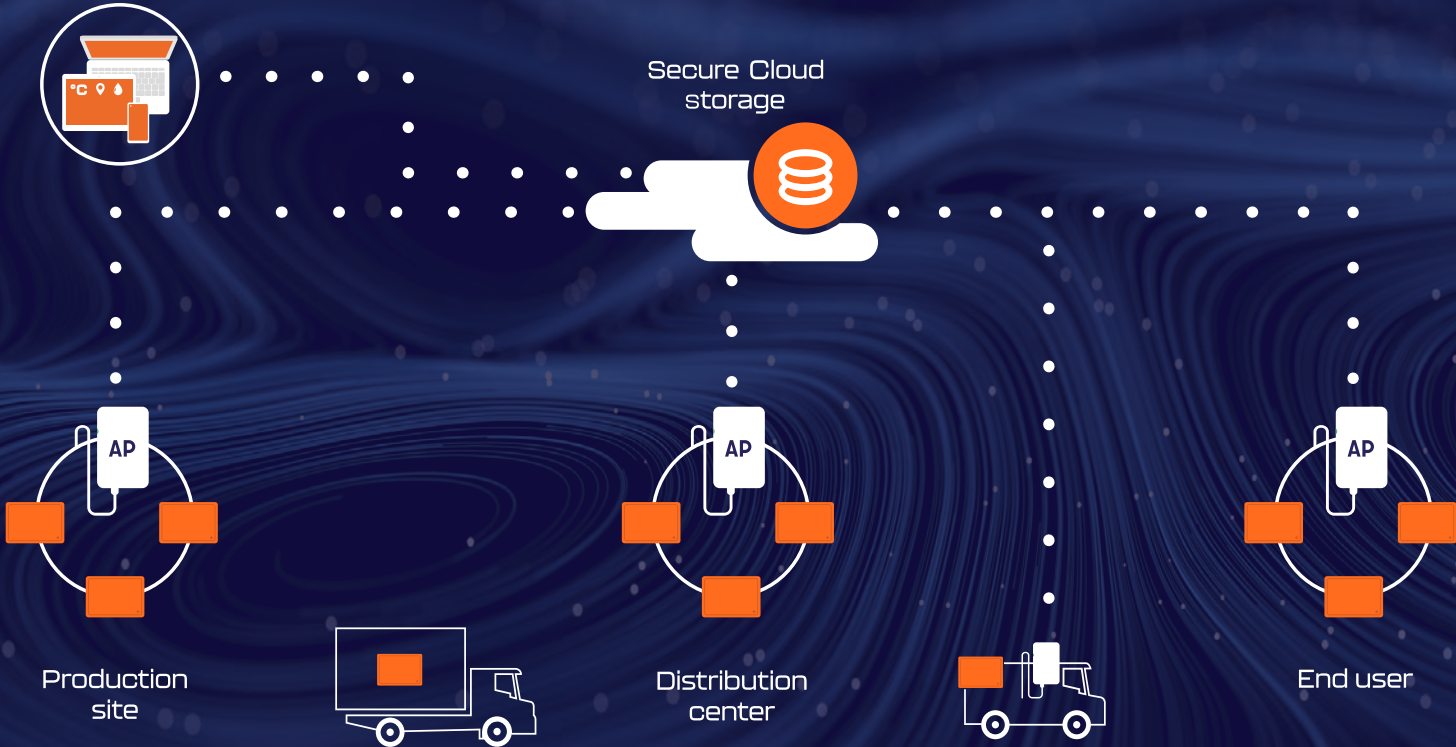 °C
Secure Cloud
storage
AP
AP
AP
Production
site
Distribution
center
End user